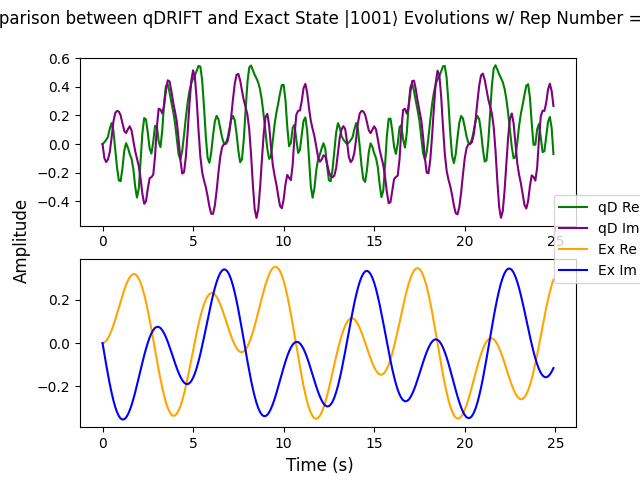 parison between qDRIFT and Exact State |1001⟩ Evolutions w/ Rep Number =
0.6
0.4
0.2
0.0
−0.2
−0.4
0 5 10 15 20 25
qD Re
qD Im
Ex Re
Ex Im
Amplitude
0.2
0.0
−0.2
0 5 10 15 20 25
Time (s)